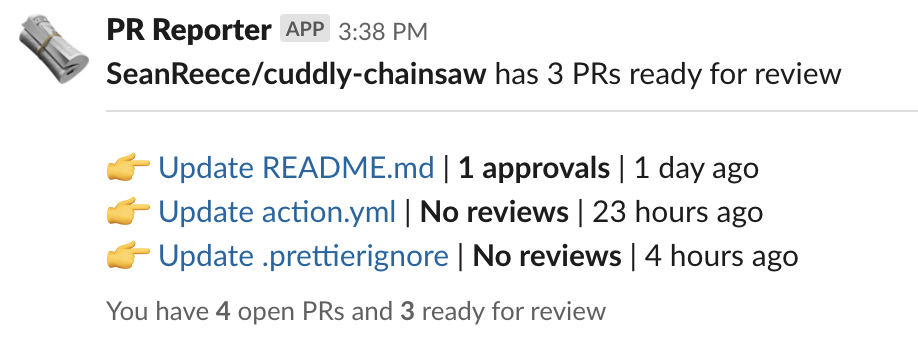 PR Reporter APP 3:38 PM
SeanReece/cuddly-chainsaw has 3 PRs ready for review
👉 Update README.md | 1 approvals | 1 day ago
👉 Update action.yml | No reviews | 23 hours ago
👉 Update .prettierignore | No reviews | 4 hours ago
You have 4 open PRs and 3 ready for review